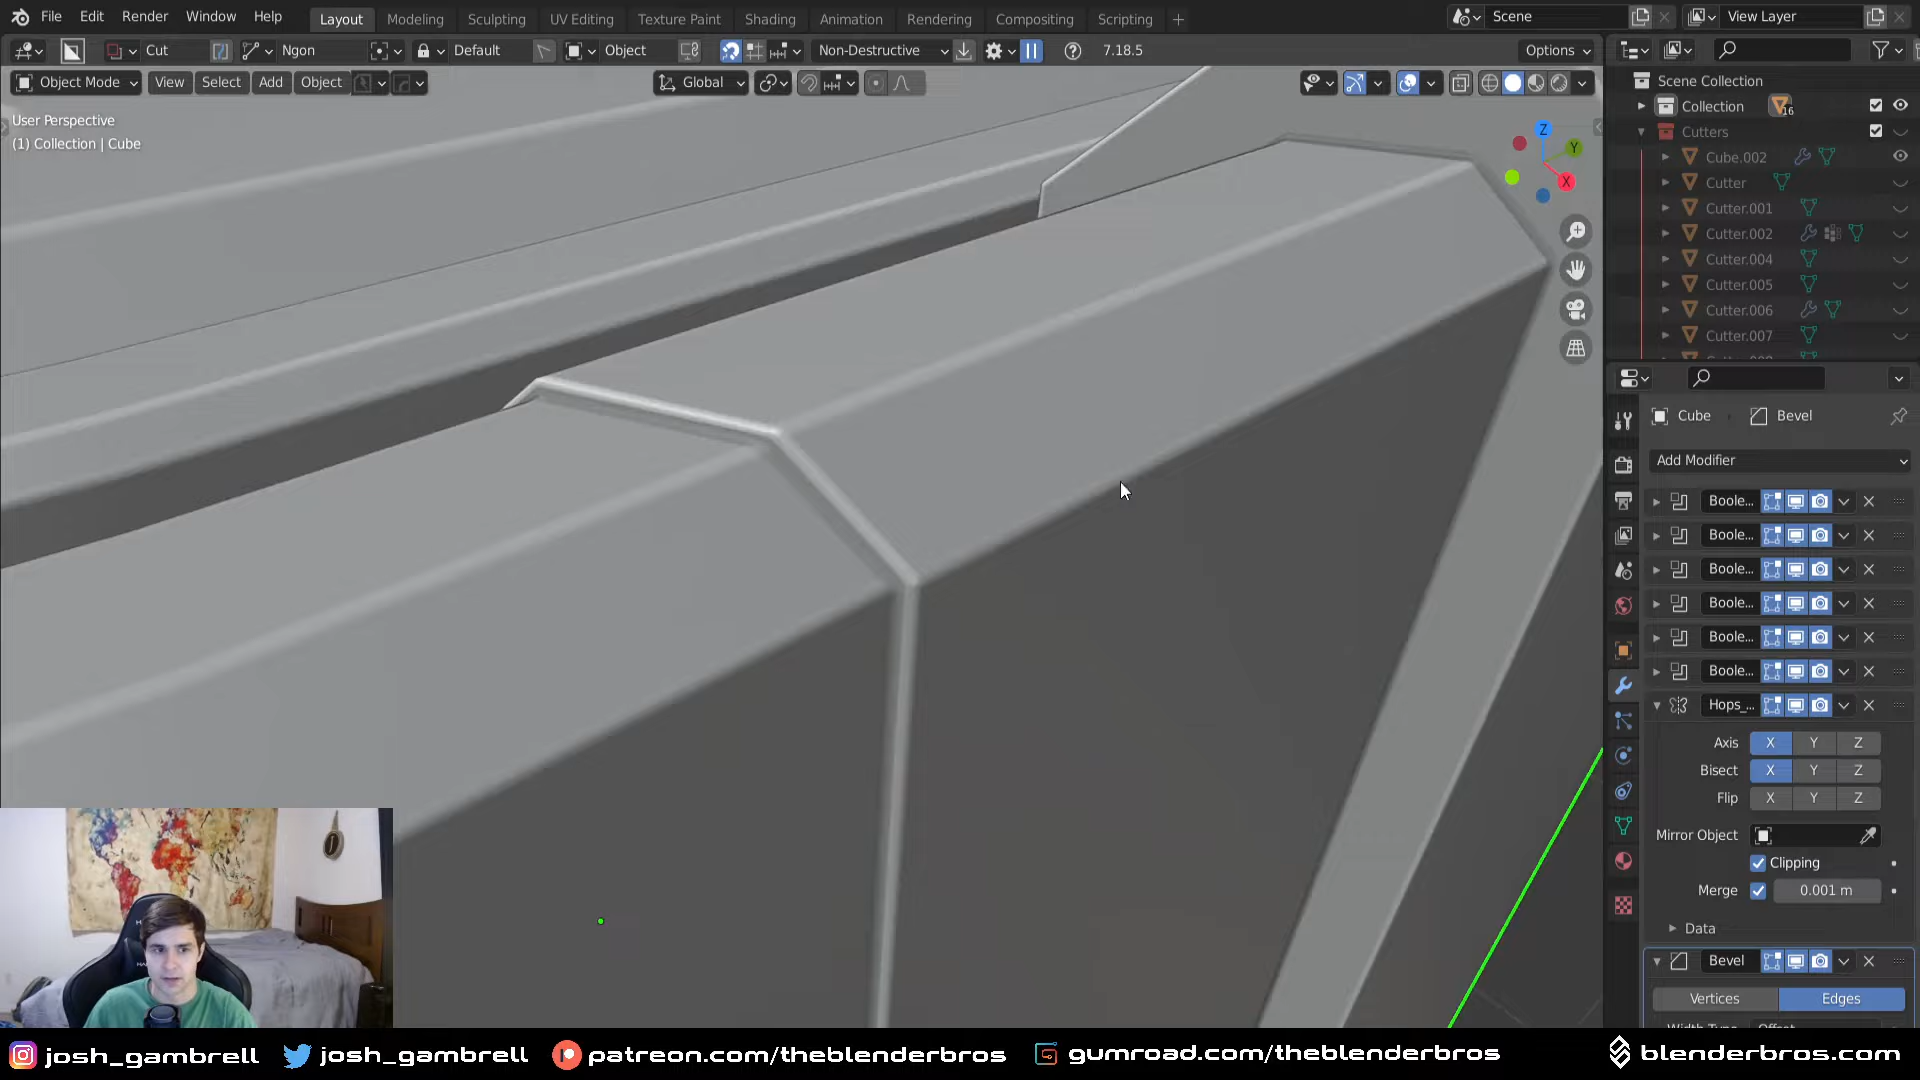 File Edit Render Window Help
Layout Modeling Sculpting UV Editing Texture Paint Shading Animation Rendering Compositing Scripting
Scene
View Layer
Cut Ngon Default Object Non-Destructive 7.18.5 Options
Object Mode View Select Add Object Global
User Perspective
(1) Collection | Cube
Z
Y
X
Scene Collection
Collection 16
Cutters
Cube.002
Cutter
Cutter.001
Cutter.002
Cutter.004
Cutter.005
Cutter.006
Cutter.007
Cube Bevel
Add Modifier
Boole...
Boole...
Boole...
Boole...
Boole...
Boole...
Hops_...
Axis X Y Z
Bisect X Y Z
Flip X Y Z
Mirror Object
Clipping
Merge 0.001 m
Data
Bevel
Vertices Edges
josh_gambrell josh_gambrell patreon.com/theblenderbros gumroad.com/theblenderbros blenderbros.com